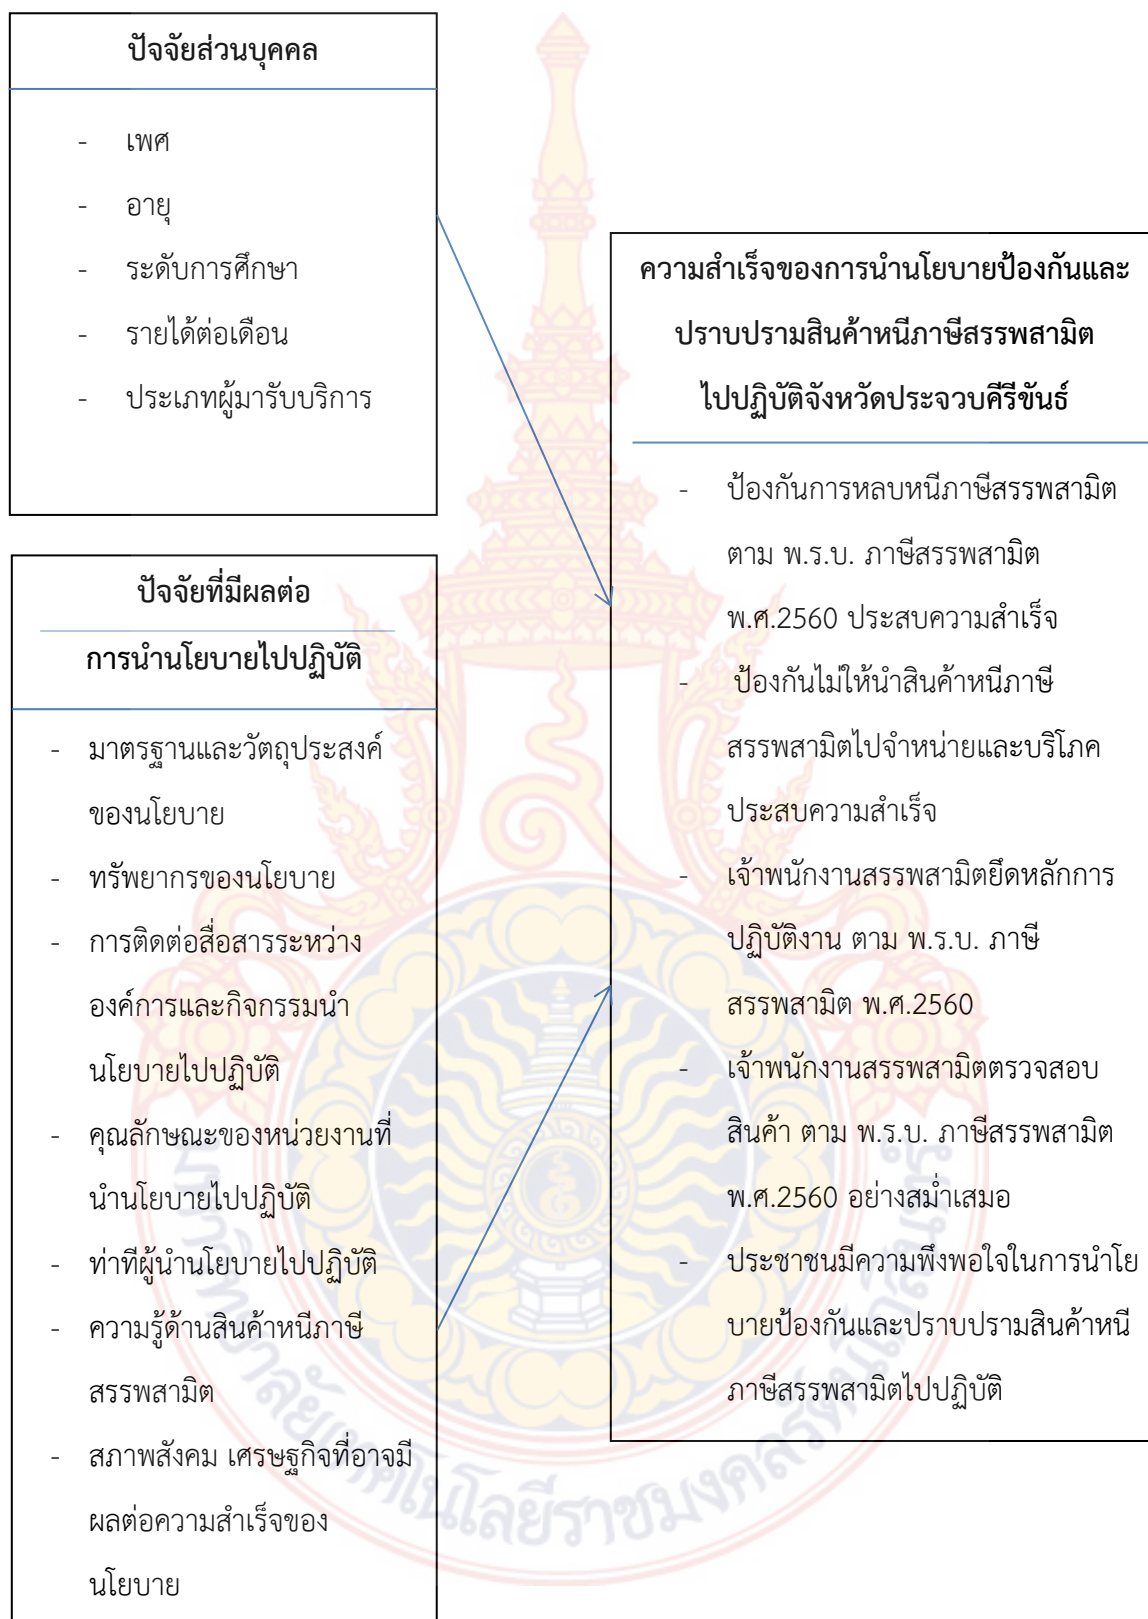 ปัจจัยส่วนบุคคล
- เพศ
- อายุ
- ระดับการศึกษา
- รายได้ต่อเดือน
- ประเภทผู้มารับบริการ
ปัจจัยที่มีผลต่อ
การนำนโยบายไปปฏิบัติ
- มาตรฐานและวัตถุประสงค์
ของนโยบาย
- ทรัพยากรของนโยบาย
- การติดต่อสื่อสารระหว่าง
องค์การและกิจกรรมนำ
นโยบายไปปฏิบัติ
- คุณลักษณะของหน่วยงานที่
นำนโยบายไปปฏิบัติ
- ท่าทีผู้นำนโยบายไปปฏิบัติ
- ความรู้ด้านสินค้าหนีภาษี
สรรพสามิต
- สภาพสังคม เศรษฐกิจที่อาจมี
ผลต่อความสำเร็จของ
นโยบาย
ความสำเร็จของการนำนโยบายป้องกันและ
ปราบปรามสินค้าหนีภาษีสรรพสามิต
ไปปฏิบัติจังหวัดประจวบคีรีขันธ์
- ป้องกันการหลบหนีภาษีสรรพสามิต
ตาม พ.ร.บ. ภาษีสรรพสามิต
พ.ศ.2560 ประสบความสำเร็จ
- ป้องกันไม่ให้นำสินค้าหนีภาษี
สรรพสามิตไปจำหน่ายและบริโภค
ประสบความสำเร็จ
- เจ้าพนักงานสรรพสามิตยึดหลักการ
ปฏิบัติงาน ตาม พ.ร.บ. ภาษี
สรรพสามิต พ.ศ.2560
- เจ้าพนักงานสรรพสามิตตรวจสอบ
สินค้า ตาม พ.ร.บ. ภาษีสรรพสามิต
พ.ศ.2560 อย่างสม่ำเสมอ
- ประชาชนมีความพึงพอใจในการนำโย
บายป้องกันและปราบปรามสินค้าหนี
ภาษีสรรพสามิตไปปฏิบัติ
มหาวิทยาลัยเทคโนโลยีราชมงคลรัตนโกสินทร์